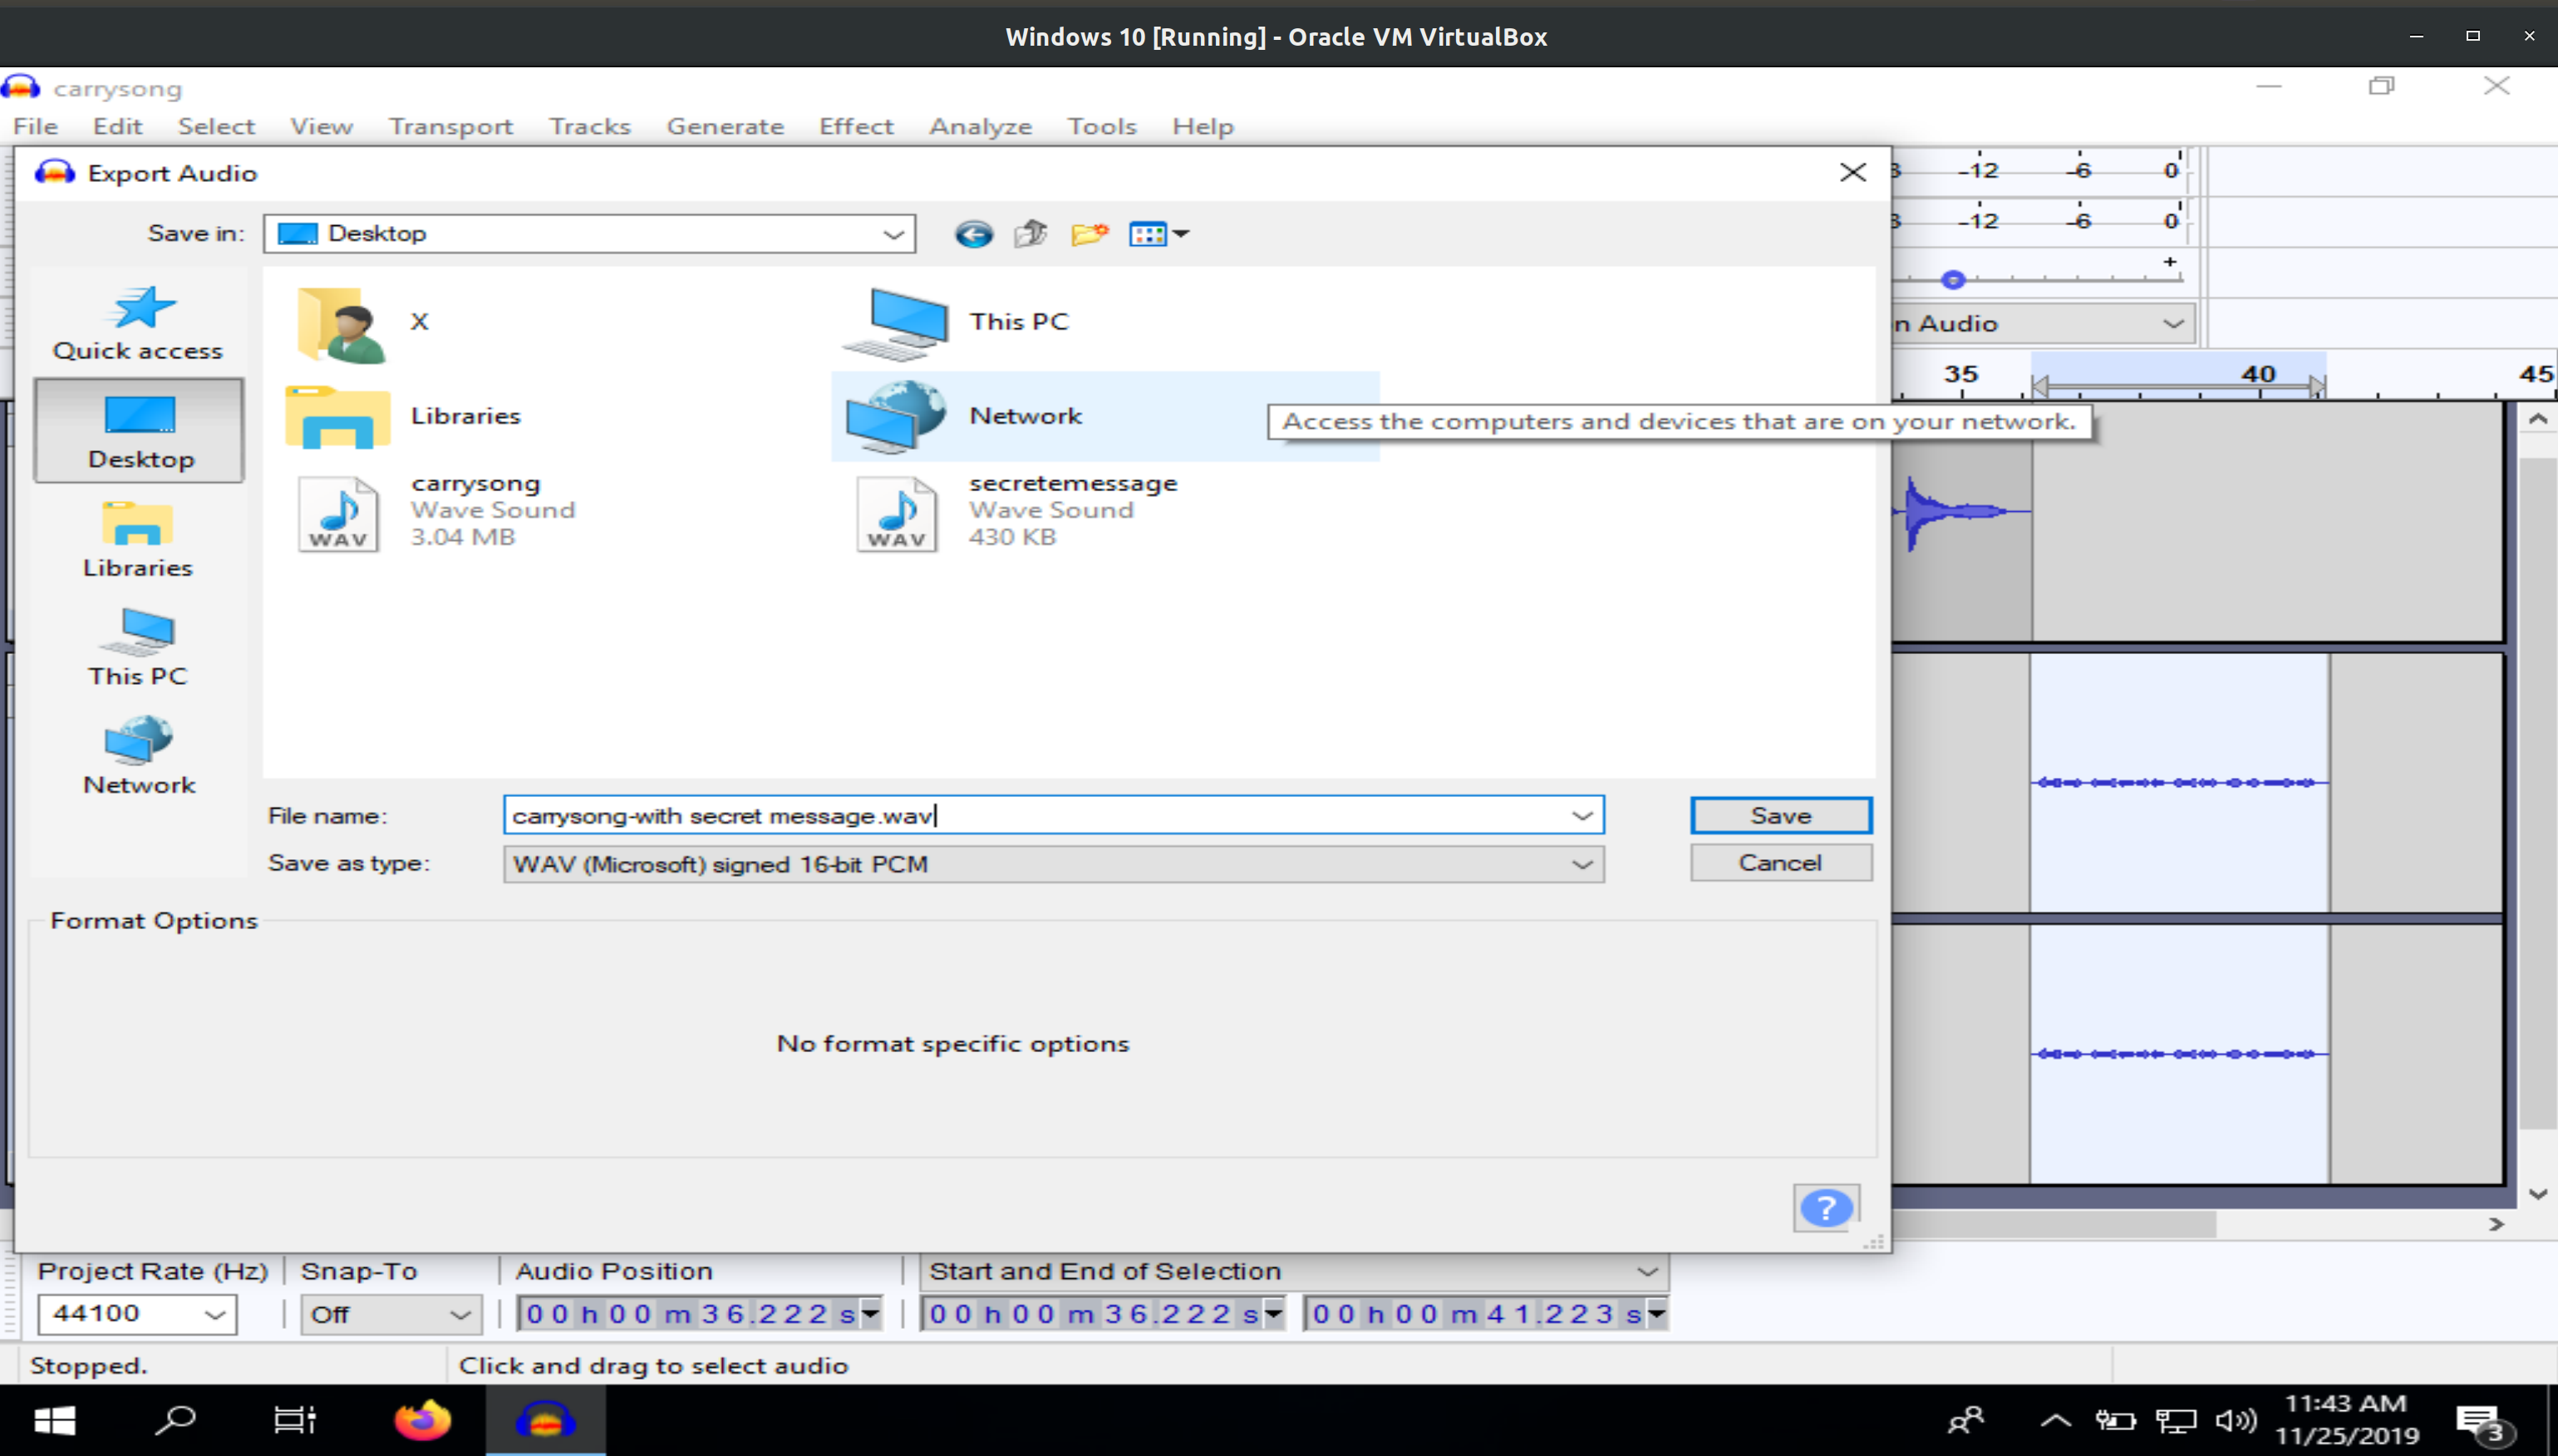 Windows 10 [Running] - Oracle VM VirtualBox
carrysong
File Edit Select View Transport Tracks Generate Effect Analyze Tools Help
Export Audio
Save in: Desktop
Quick access
Desktop
Libraries
This PC
Network
X
This PC
Libraries
Network
Access the computers and devices that are on your network.
carrysong
Wave Sound
3.04 MB
WAV
secretemessage
Wave Sound
430 KB
WAV
File name: carrysong-with secret message.wav
Save
Save as type: WAV (Microsoft) signed 16-bit PCM
Cancel
Format Options
No format specific options
?
-12 -6 0
-12 -6 0
+
n Audio
35 40 45
Project Rate (Hz) Snap-To Audio Position Start and End of Selection
44100 Off 00 h 00 m 36.222 s 00 h 00 m 36.222 s 00 h 00 m 41.223 s
Stopped. Click and drag to select audio
11:43 AM
11/25/2019
3